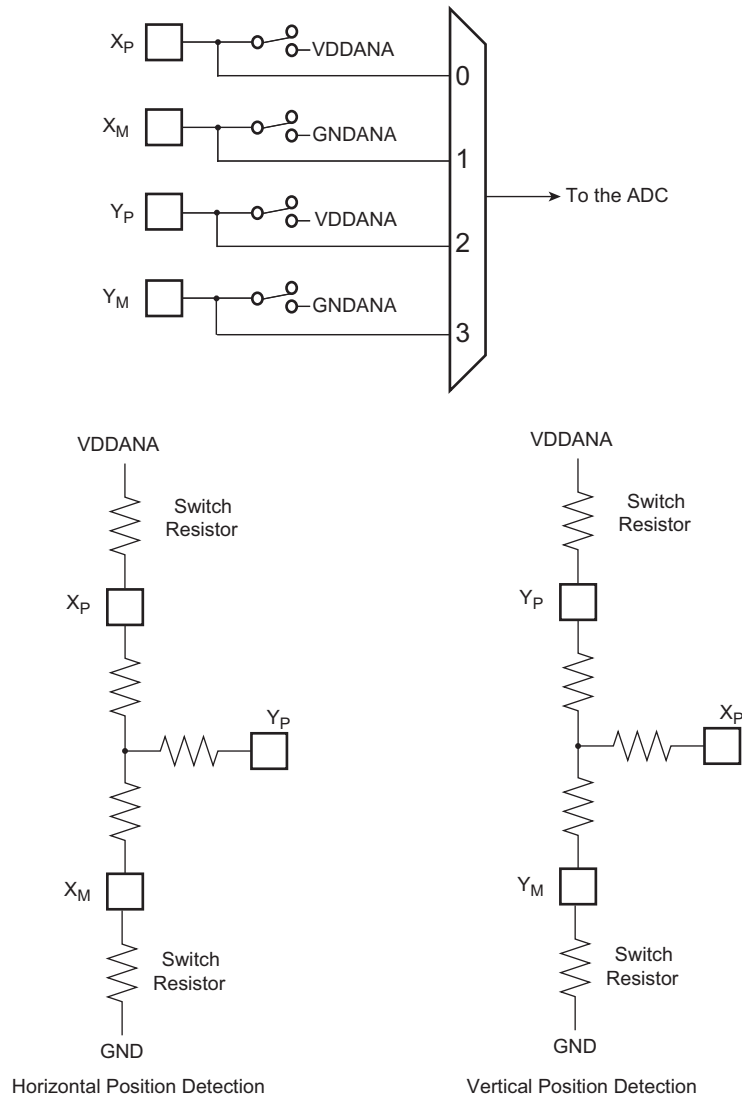 XP
VDDANA
0
XM
GNDANA
1
To the ADC
YP
VDDANA
2
YM
GNDANA
3
VDDANA
VDDANA
Switch
Resistor
Switch
Resistor
XP
YP
YP
XP
XM
YM
Switch
Resistor
Switch
Resistor
GND
GND
Horizontal Position Detection
Vertical Position Detection